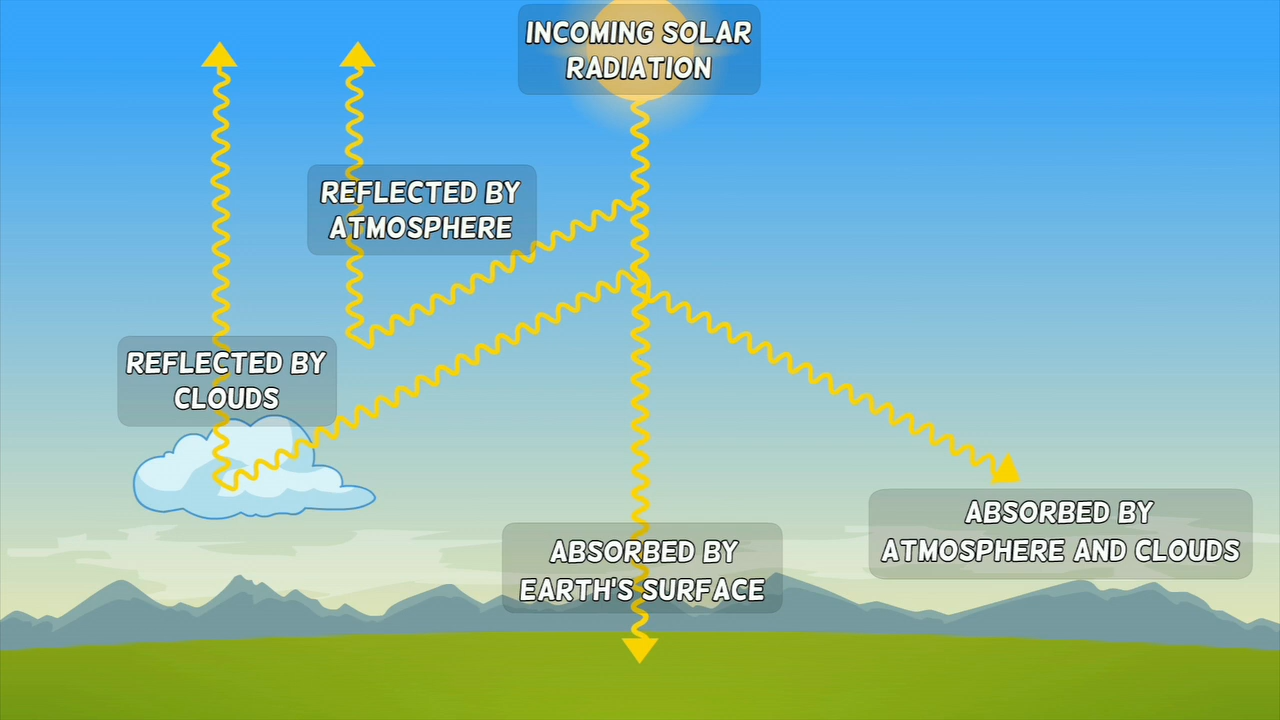 INCOMING SOLAR
RADIATION
REFLECTED BY
ATMOSPHERE
REFLECTED BY
CLOUDS
ABSORBED BY
EARTH'S SURFACE
ABSORBED BY
ATMOSPHERE AND CLOUDS